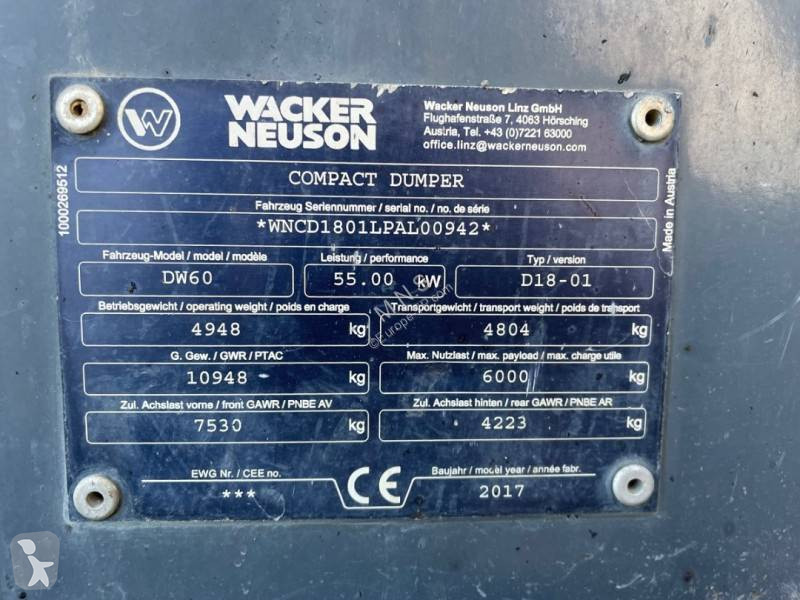 WACKER
NEUSON
Wacker Neuson Linz GmbH
Flughafenstraße 7, 4063 Hörsching
Austria, Tel. +43 (0)7221 63000
office.linz@wackerneuson.com
1000269512
Made in Austria
COMPACT DUMPER
Fahrzeug Seriennummer / serial no. / no. de série
*WNCD1801LPAL00942*
Fahrzeug-Model / model / modèle Leistung / performance Typ / version
DW60 55.00 kW D18-01
Betriebsgewicht / operating weight / poids en charge Transportgewicht / transport weight / poids de transport
4948 kg 4804 kg
G. Gew. / GWR / PTAC Max. Nutzlast / max. payload / max. charge utile
10948 kg 6000 kg
Zul. Achslast vorne / front GAWR / PNBE AV Zul. Achslast hinten / rear GAWR / PNBE AR
7530 kg 4223 kg
EWG Nr. / CEE no. CE Baujahr / model year / année fabr.
*** 2017